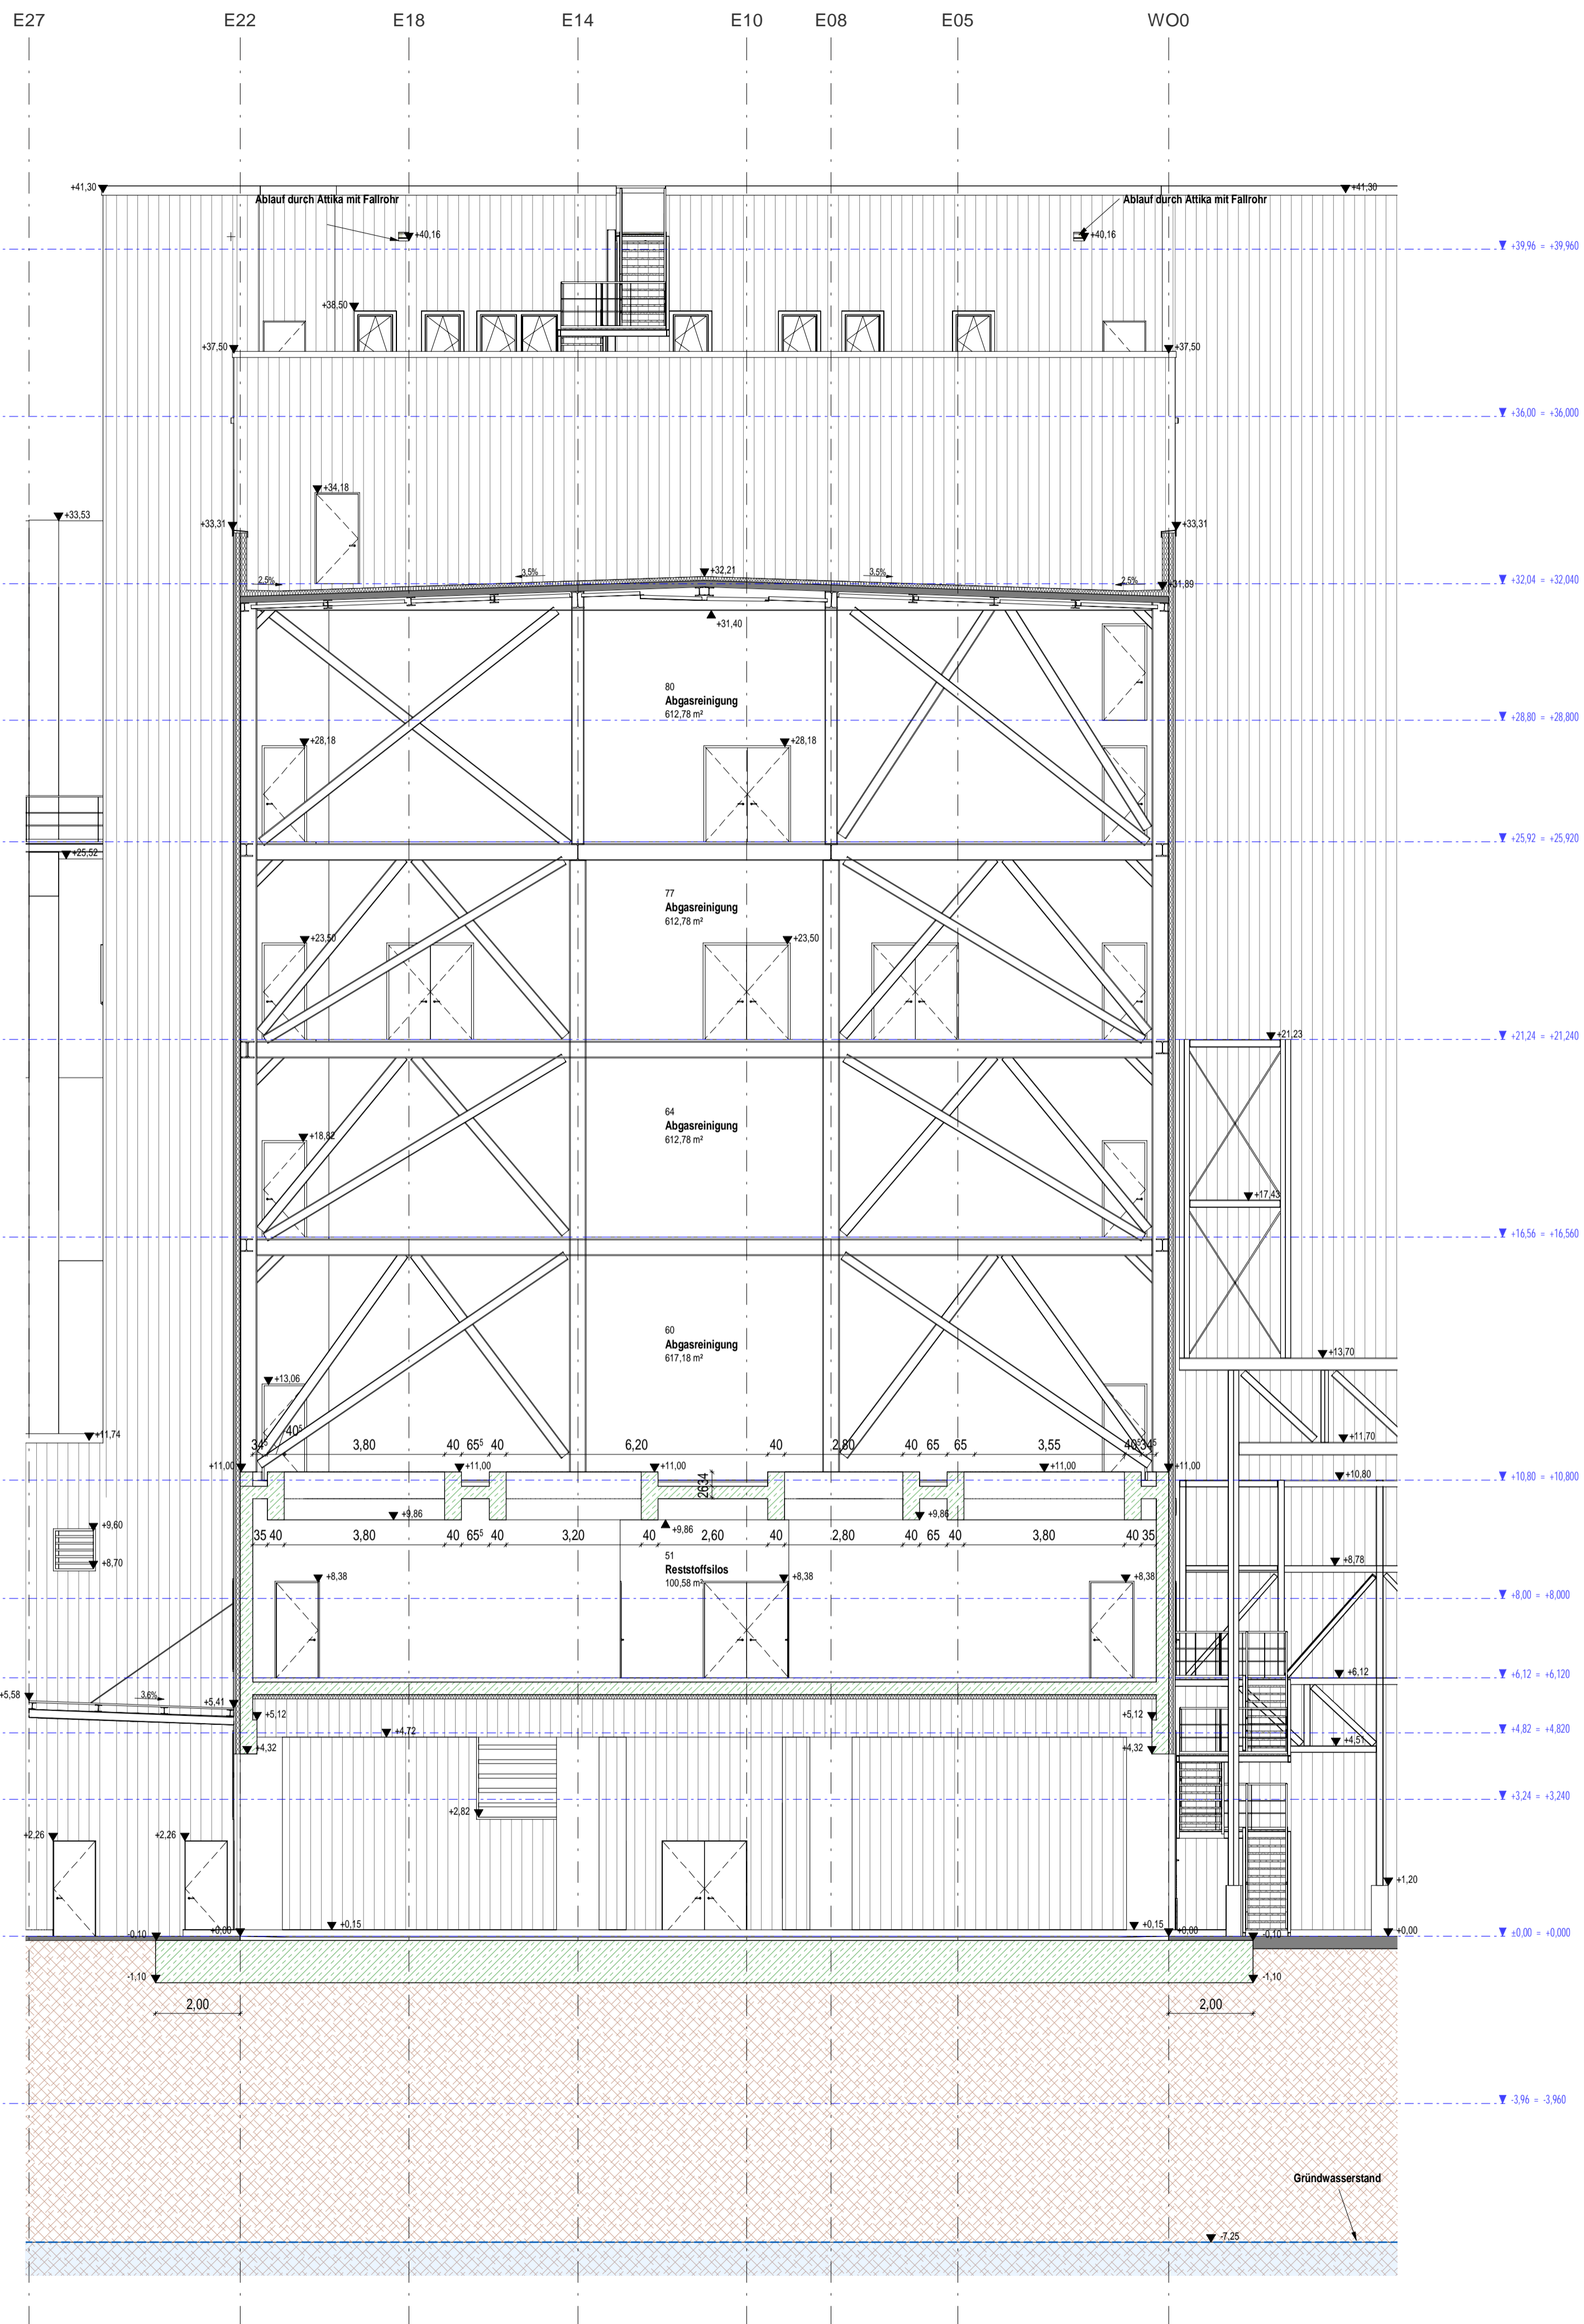 E27 E22 E18 E14 E10 E08 E05 WO0
+41,30 +41,30
Ablauf durch Attika mit Fallrohr Ablauf durch Attika mit Fallrohr
+40,16 +40,16
+39,96 = +39,960
+38,50
+37,50 +37,50
+36,00 = +36,000
+34,18
+33,53
+33,31 +33,31
2.5% 3.5% +32,21 3.5% 2.5%
+32,04 = +32,040
+31,89
+31,40
80
Abgasreinigung
612,78 m²
+28,80 = +28,800
+28,18 +28,18
+25,92 = +25,920
+25,52
77
Abgasreinigung
612,78 m²
+23,50 +23,50
+21,23
+21,24 = +21,240
64
Abgasreinigung
612,78 m²
+18,82
+17,43
+16,56 = +16,560
60
Abgasreinigung
617,18 m²
+13,70
+13,06
+11,74
+11,70
34⁵ 40⁵ 3,80 40 65⁵ 40 6,20 40 2,80 40 65 65 3,55 40⁵ 34⁵
+11,00 +11,00 +11,00 +11,00 +11,00
+10,80
+10,80 = +10,800
2634
+9,86 +9,86 +9,86
+9,60
35 40 3,80 40 65⁵ 40 3,20 40 2,60 40 2,80 40 65 40 3,80 40 35
51
Reststoffsilos
100,58 m²
+8,78
+8,70
+8,38 +8,38 +8,38
+8,00 = +8,000
+6,12
+6,12 = +6,120
+5,58 3.6% +5,41
+5,12 +5,12
+4,72
+4,82 = +4,820
+4,51
+4,32 +4,32
+3,24 = +3,240
+2,82
+2,26 +2,26
+1,20
+0,15 +0,15
+0,00 +0,00 +0,00
±0,00 = +0,000
-0,10 -0,10
-1,10 -1,10
2,00 2,00
-3,96 = -3,960
Gründwasserstand
-7,25